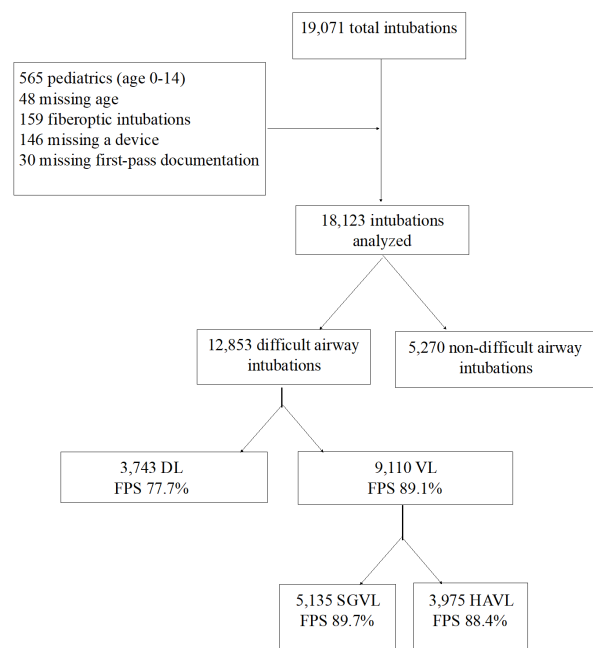 19,071 total intubations
565 pediatrics (age 0-14)
48 missing age
159 fiberoptic intubations
146 missing a device
30 missing first-pass documentation
18,123 intubations
analyzed
12,853 difficult airway
intubations
5,270 non-difficult airway
intubations
3,743 DL
FPS 77.7%
9,110 VL
FPS 89.1%
5,135 SGVL
FPS 89.7%
3,975 HAVL
FPS 88.4%